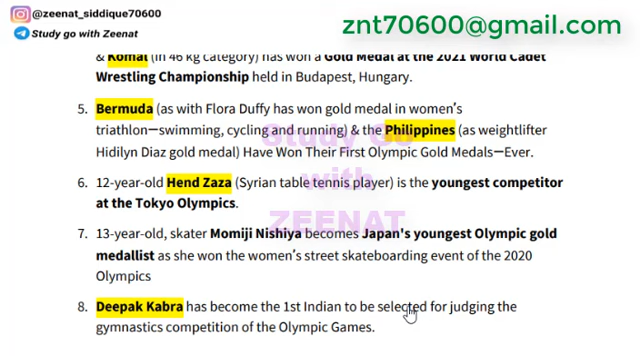 @zeenat_siddique70600
Study go with Zeenat
znt70600@gmail.com
& Komal (in 46 kg category) has won a Gold Medal at the 2021 World Cadet
Wrestling Championship held in Budapest, Hungary.
5. Bermuda (as with Flora Duffy has won gold medal in women's
triathlon—swimming, cycling and running) & the Philippines (as weightlifter
Hidilyn Diaz gold medal) Have Won Their First Olympic Gold Medals—Ever.
6. 12-year-old Hend Zaza (Syrian table tennis player) is the youngest competitor
at the Tokyo Olympics.
7. 13-year-old, skater Momiji Nishiya becomes Japan's youngest Olympic gold
medallist as she won the women's street skateboarding event of the 2020
Olympics
8. Deepak Kabra has become the 1st Indian to be selected for judging the
gymnastics competition of the Olympic Games.
Study Go
with
ZEENAT